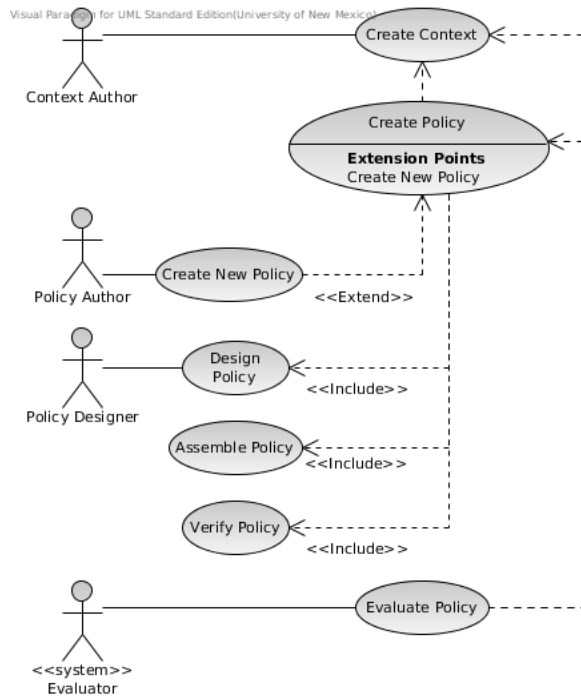 Visual Paradigm for UML Standard Edition(University of New Mexico)
Create Context
Context Author
Create Policy
Extension Points
Create New Policy
Create New Policy
Policy Author
<<Extend>>
Design
Policy
<<Include>>
Policy Designer
Assemble Policy
<<Include>>
Verify Policy
<<Include>>
Evaluate Policy
<<system>>
Evaluator